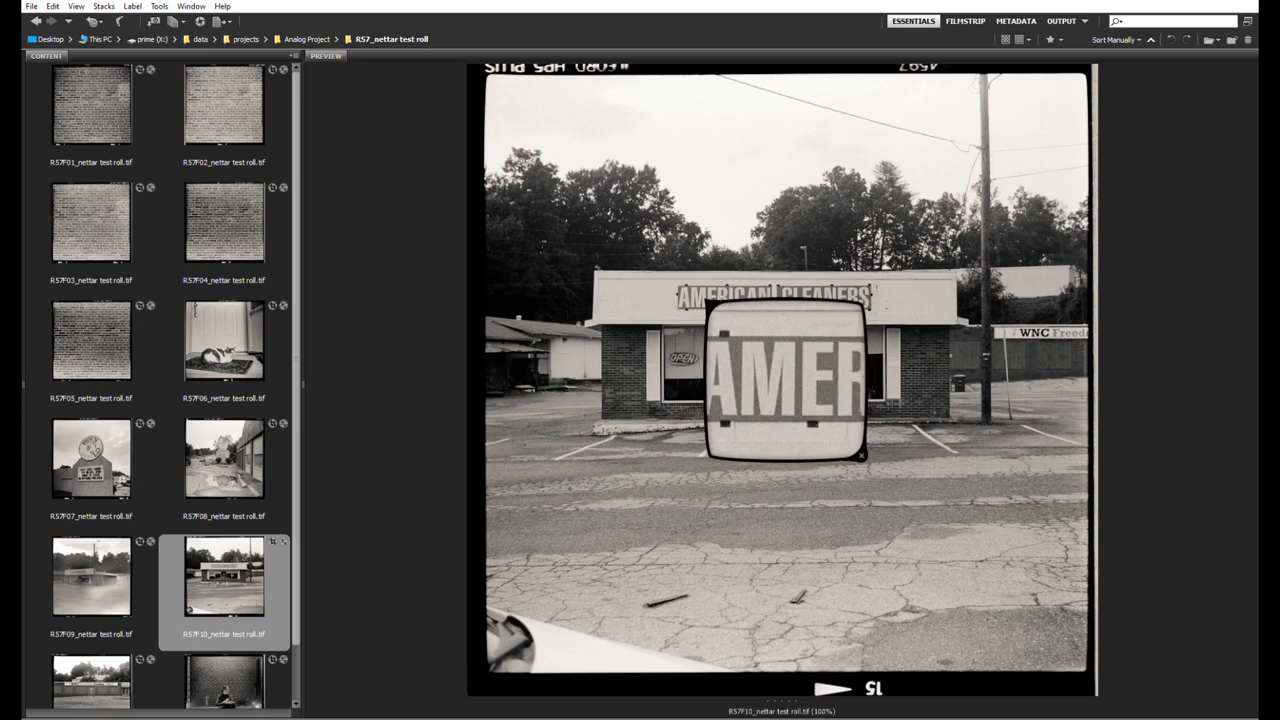 File Edit View Stacks Label Tools Window Help
ESSENTIALS FILMSTRIP METADATA OUTPUT
Desktop This PC prime (X:) data projects Analog Project R57_nettar test roll
Sort Manually
CONTENT
PREVIEW
R57F01_nettar test roll.tif
R57F02_nettar test roll.tif
R57F03_nettar test roll.tif
R57F04_nettar test roll.tif
R57F05_nettar test roll.tif
R57F06_nettar test roll.tif
R57F07_nettar test roll.tif
R57F08_nettar test roll.tif
R57F09_nettar test roll.tif
R57F10_nettar test roll.tif
4597
AMERICAN CLEANERS
OPEN
AMER
WNC Freed
15
R57F10_nettar test roll.tif (100%)